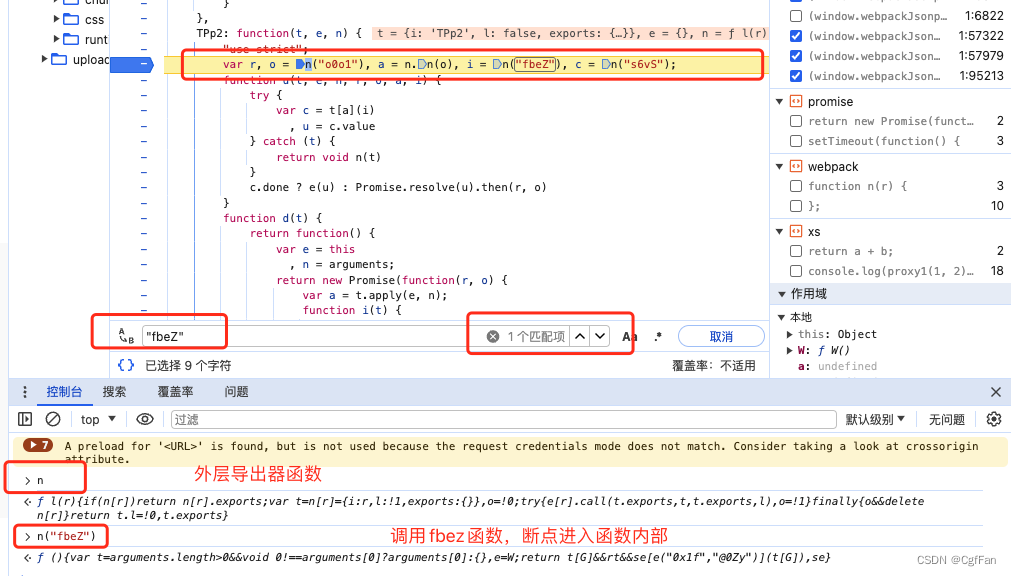 css
runt
uploac
}
},
TPp2: function(t, e, n) { t = {i: 'TPp2', l: false, exports: {…}}, e = {}, n = ƒ l(r)
"use strict";
var r, o = n("o0o1"), a = n.n(o), i = n("fbeZ"), c = n("s6vS");
function u(t, e, n, r, o, a, i) {
try {
var c = t[a](i)
, u = c.value
} catch (t) {
return void n(t)
}
c.done ? e(u) : Promise.resolve(u).then(r, o)
}
function d(t) {
return function() {
var e = this
, n = arguments;
return new Promise(function(r, o) {
var a = t.apply(e, n);
function i(t) {
(window.webpackJsonp… 1:6822
(window.webpackJson… 1:57322
(window.webpackJson… 1:57979
(window.webpackJson… 1:95213
promise
return new Promise(funct… 2
setTimeout(function() { 3
webpack
function n(r) { 3
}; 10
xs
return a + b; 2
console.log(proxy1(1, 2)… 18
作用域
本地
this: Object
W: ƒ W()
a: undefined
"fbeZ" 1 个匹配项 Aa .* 取消
{} 已选择 9 个字符 覆盖率：不适用
控制台 搜索 覆盖率 问题
top 过滤 默认级别 无问题
7 A preload for '<URL>' is found, but is not used because the request credentials mode does not match. Consider taking a look at crossorigin
attribute.
> n 外层导出器函数
ƒ l(r){if(n[r])return n[r].exports;var t=n[r]={i:r,l:!1,exports:{}},o=!0;try{e[r].call(t.exports,t,t.exports,l),o=!1}finally{o&&delete
n[r]}return t.l=!0,t.exports}
> n("fbeZ") 调用fbez函数，断点进入函数内部
ƒ (){var t=arguments.length>0&&void 0!==arguments[0]?arguments[0]:{},e=W;return t[G]&&rt&&se[e("0x1f","@0Zy")](t[G]),se}
CSDN @CgfFan